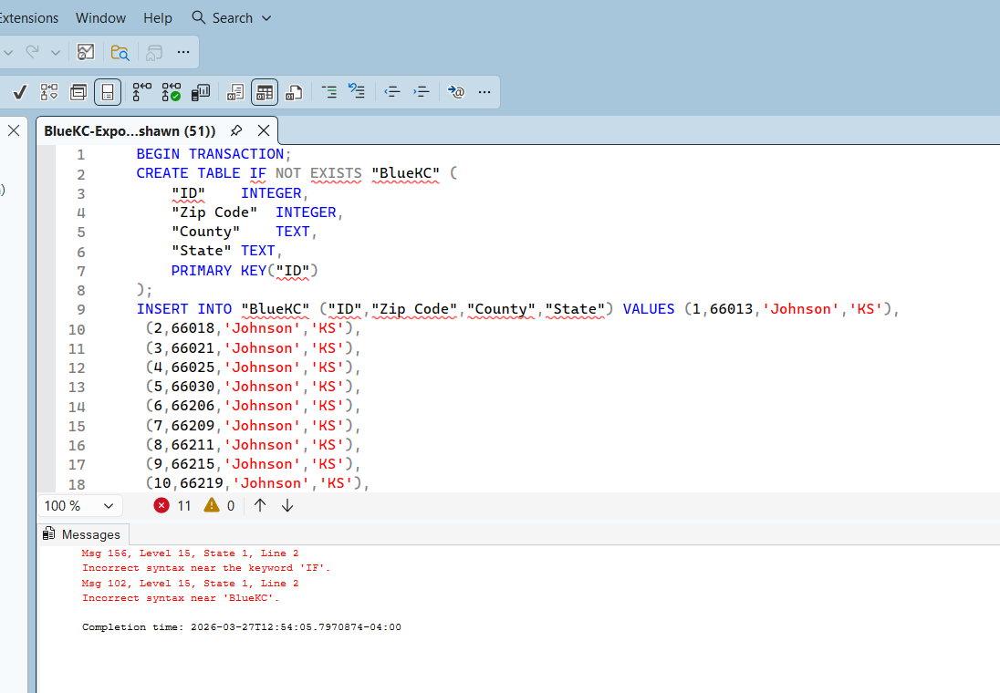 Extensions Window Help Search
BlueKC-Expo...shawn (51))
1 BEGIN TRANSACTION;
2 CREATE TABLE IF NOT EXISTS "BlueKC" (
3 "ID" INTEGER,
4 "Zip Code" INTEGER,
5 "County" TEXT,
6 "State" TEXT,
7 PRIMARY KEY("ID")
8 );
9 INSERT INTO "BlueKC" ("ID","Zip Code","County","State") VALUES (1,66013,'Johnson','KS'),
10 (2,66018,'Johnson','KS'),
11 (3,66021,'Johnson','KS'),
12 (4,66025,'Johnson','KS'),
13 (5,66030,'Johnson','KS'),
14 (6,66206,'Johnson','KS'),
15 (7,66209,'Johnson','KS'),
16 (8,66211,'Johnson','KS'),
17 (9,66215,'Johnson','KS'),
18 (10,66219,'Johnson','KS'),
100 % 11 0
Messages
Msg 156, Level 15, State 1, Line 2
Incorrect syntax near the keyword 'IF'.
Msg 102, Level 15, State 1, Line 2
Incorrect syntax near 'BlueKC'.
Completion time: 2026-03-27T12:54:05.7970874-04:00